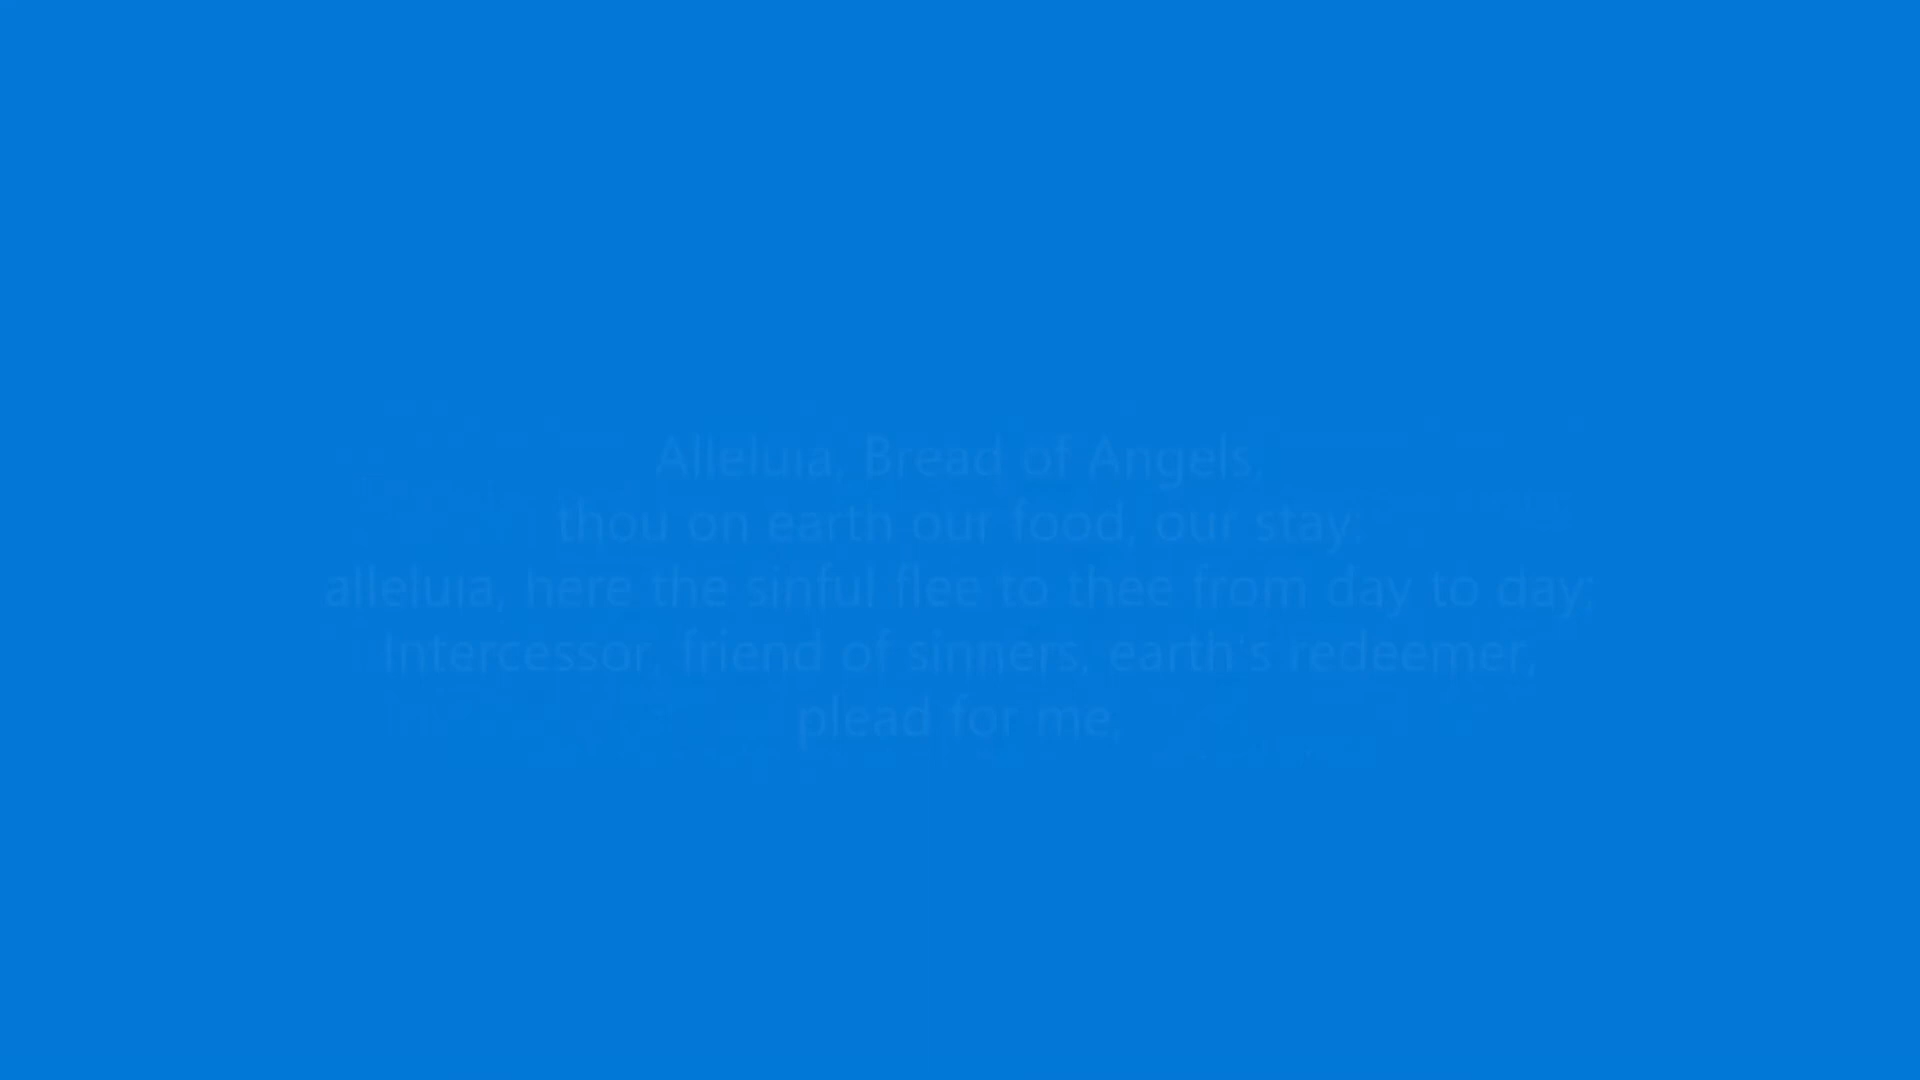 Alleluia, Bread of Angels,
thou on earth our food, our stay:
alleluia, here the sinful flee to thee from day to day;
Intercessor, friend of sinners, earth's redeemer,
plead for me,